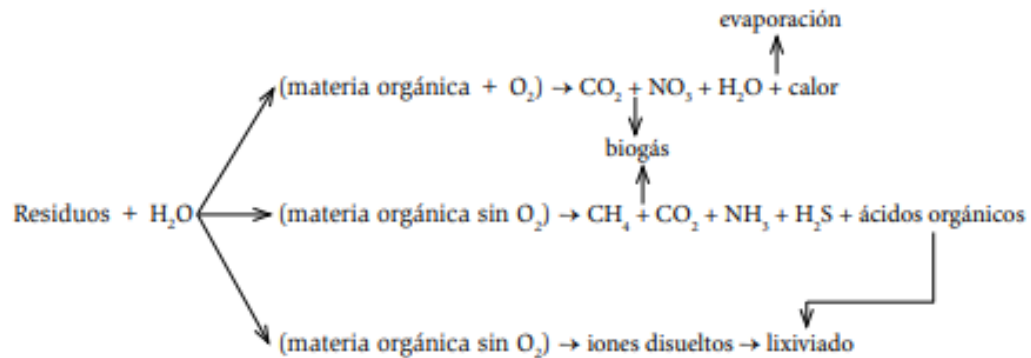 evaporación
(materia orgánica + O₂) → CO₂ + NO₃ + H₂O + calor
biogás
Residuos + H₂O (materia orgánica sin O₂) → CH₄ + CO₂ + NH₃ + H₂S + ácidos orgánicos
(materia orgánica sin O₂) → iones disueltos → lixiviado